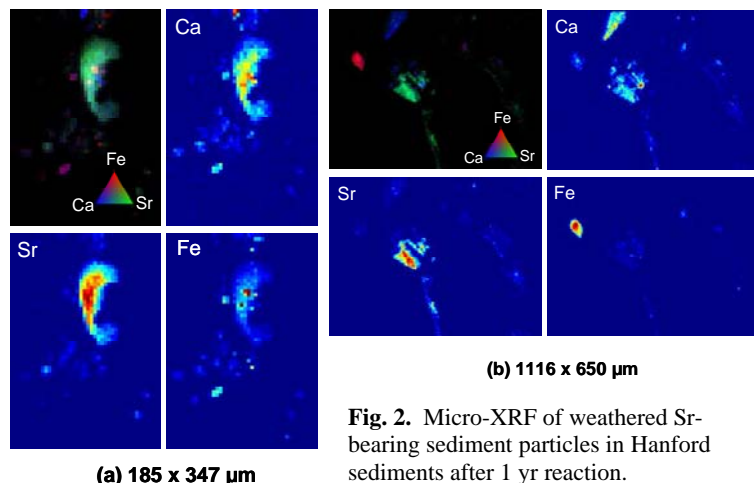 Ca
Fe
Ca Sr
Sr
Fe
(a) 185 x 347 µm
Ca
Fe
Ca Sr
Sr
Fe
(b) 1116 x 650 µm
Fig. 2. Micro-XRF of weathered Sr-
bearing sediment particles in Hanford
sediments after 1 yr reaction.